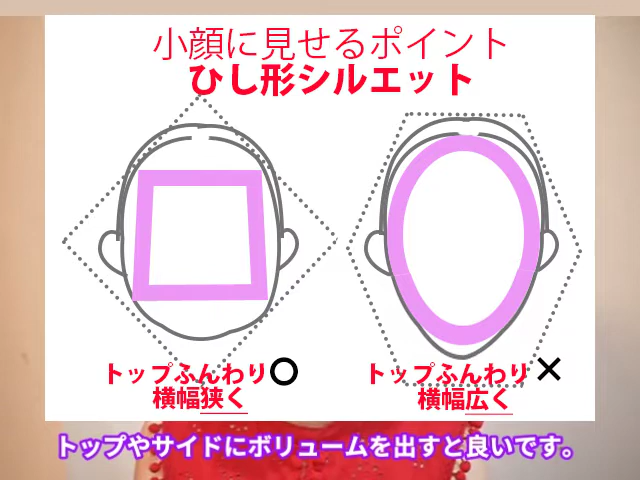 小顔に見せるポイント
ひし形シルエット
トップふんわり○
横幅狭く
トップふんわり×
横幅広く
トップやサイドにボリュームを出すと良いです。